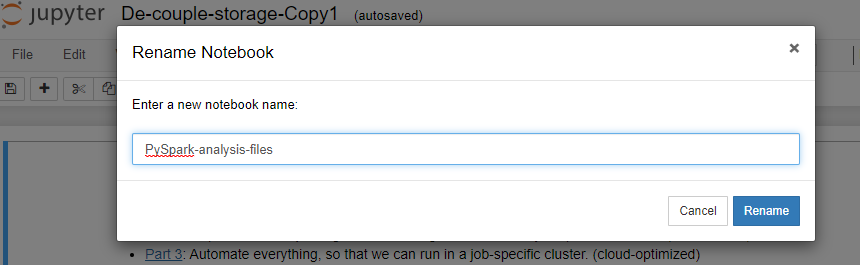 jupyter De-couple-storage-Copy1 (autosaved)
File Edit
Rename Notebook ×
Enter a new notebook name:
PySpark-analysis-files
Cancel Rename
• Part 3: Automate everything, so that we can run in a job-specific cluster. (cloud-optimized)